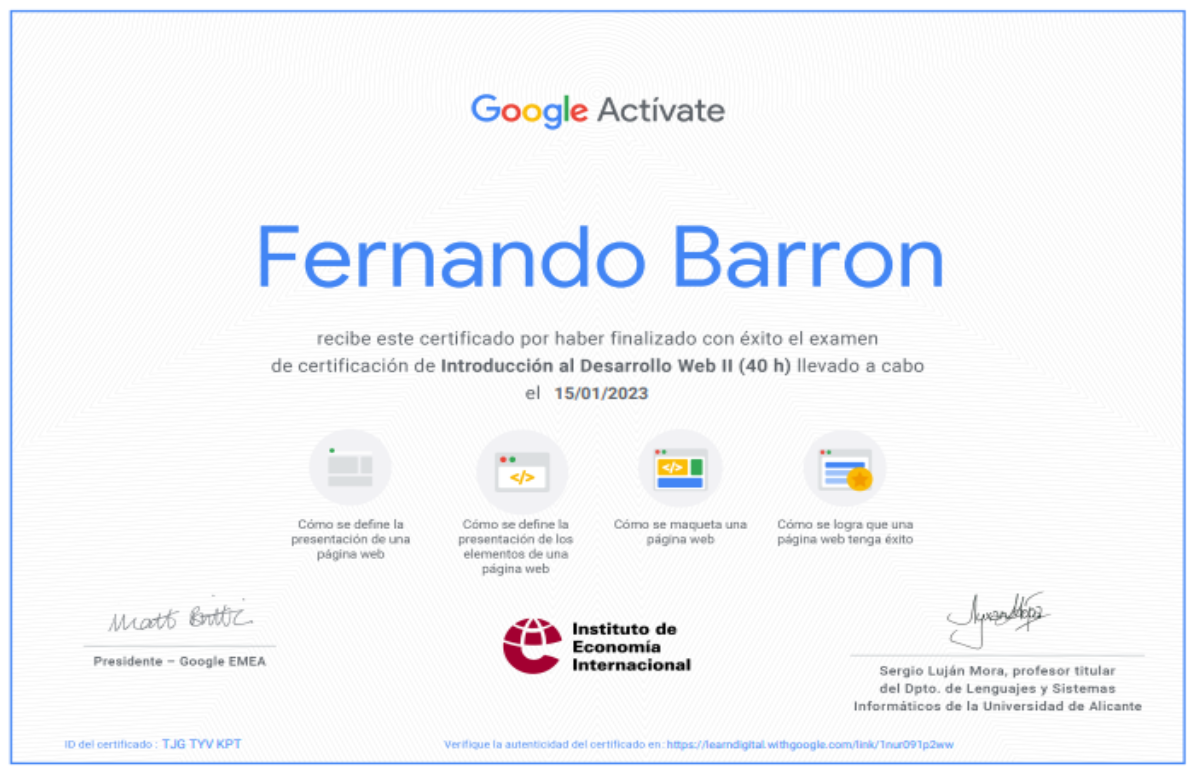 Google Actívate
Fernando Barron
recibe este certificado por haber finalizado con éxito el examen
de certificación de Introducción al Desarrollo Web II (40 h) llevado a cabo
el 15/01/2023
Cómo se define la
presentación de una
página web
Cómo se define la
presentación de los
elementos de una
página web
Cómo se maqueta una
página web
Cómo se logra que una
página web tenga éxito
Matt Brittin
Presidente – Google EMEA
Instituto de
Economía
Internacional
Sergio Luján Mora, profesor titular
del Dpto. de Lenguajes y Sistemas
Informáticos de la Universidad de Alicante
ID del certificado : TJG TYV KPT
Verifique la autenticidad del certificado en: https://learndigital.withgoogle.com/link/1nur091p2ww